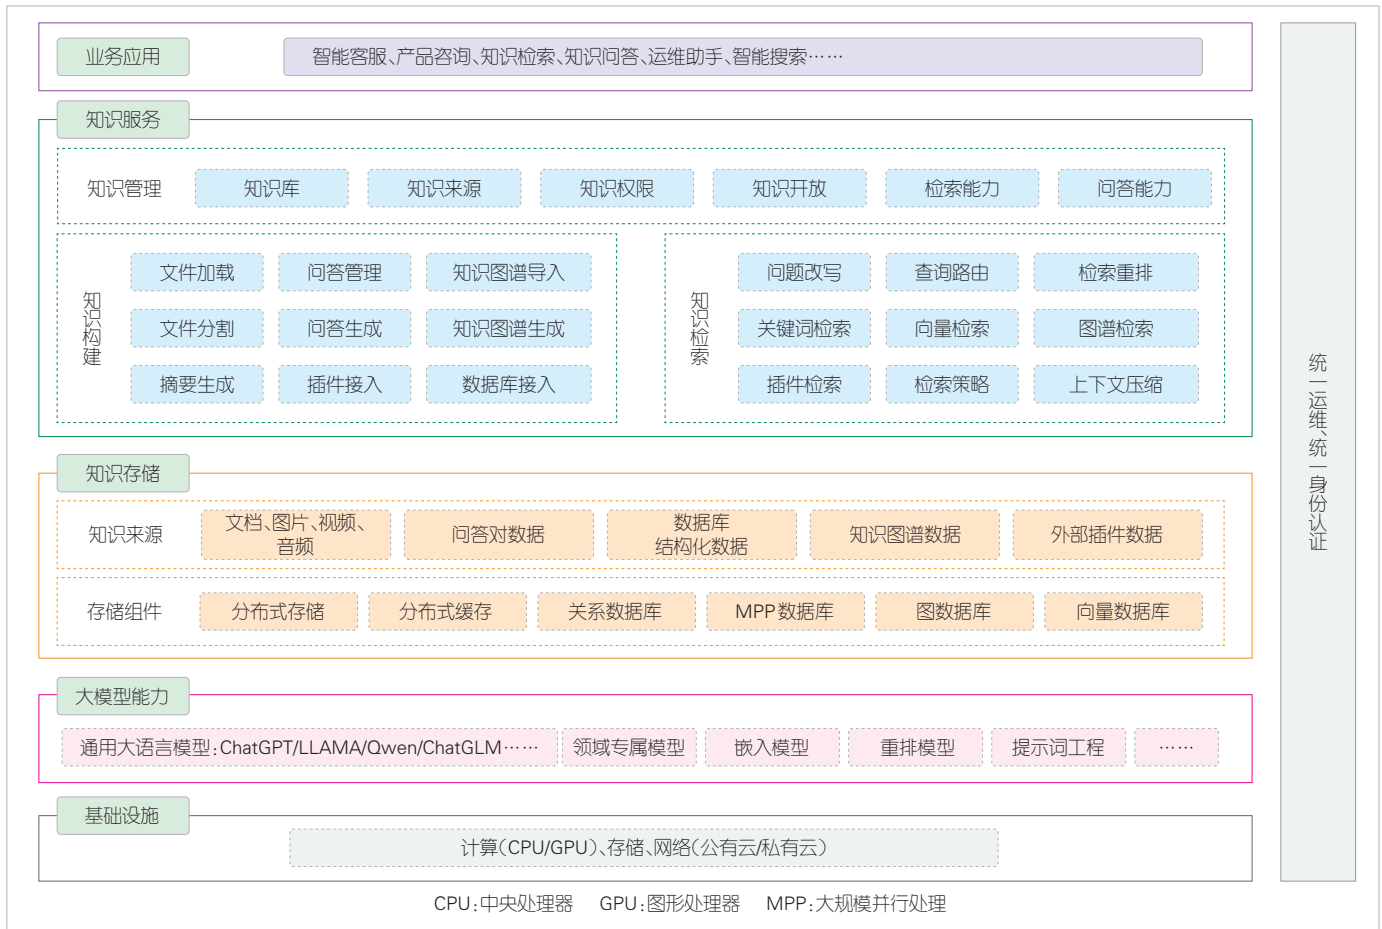 业务应用
智能客服、产品咨询、知识检索、知识问答、运维助手、智能搜索……
知识服务
知识管理
知识库
知识来源
知识权限
知识开放
检索能力
问答能力
知识构建
文件加载
问答管理
知识图谱导入
文件分割
问答生成
知识图谱生成
摘要生成
插件接入
数据库接入
知识检索
问题改写
查询路由
检索重排
关键词检索
向量检索
图谱检索
插件检索
检索策略
上下文压缩
知识存储
知识来源
文档、图片、视频、
音频
问答对数据
数据库
结构化数据
知识图谱数据
外部插件数据
存储组件
分布式存储
分布式缓存
关系数据库
MPP数据库
图数据库
向量数据库
大模型能力
通用大语言模型:ChatGPT/LLAMA/Qwen/ChatGLM……
领域专属模型
嵌入模型
重排模型
提示词工程
……
基础设施
计算(CPU/GPU)、存储、网络(公有云/私有云)
统一运维、统一身份认证
CPU:中央处理器 GPU:图形处理器 MPP:大规模并行处理